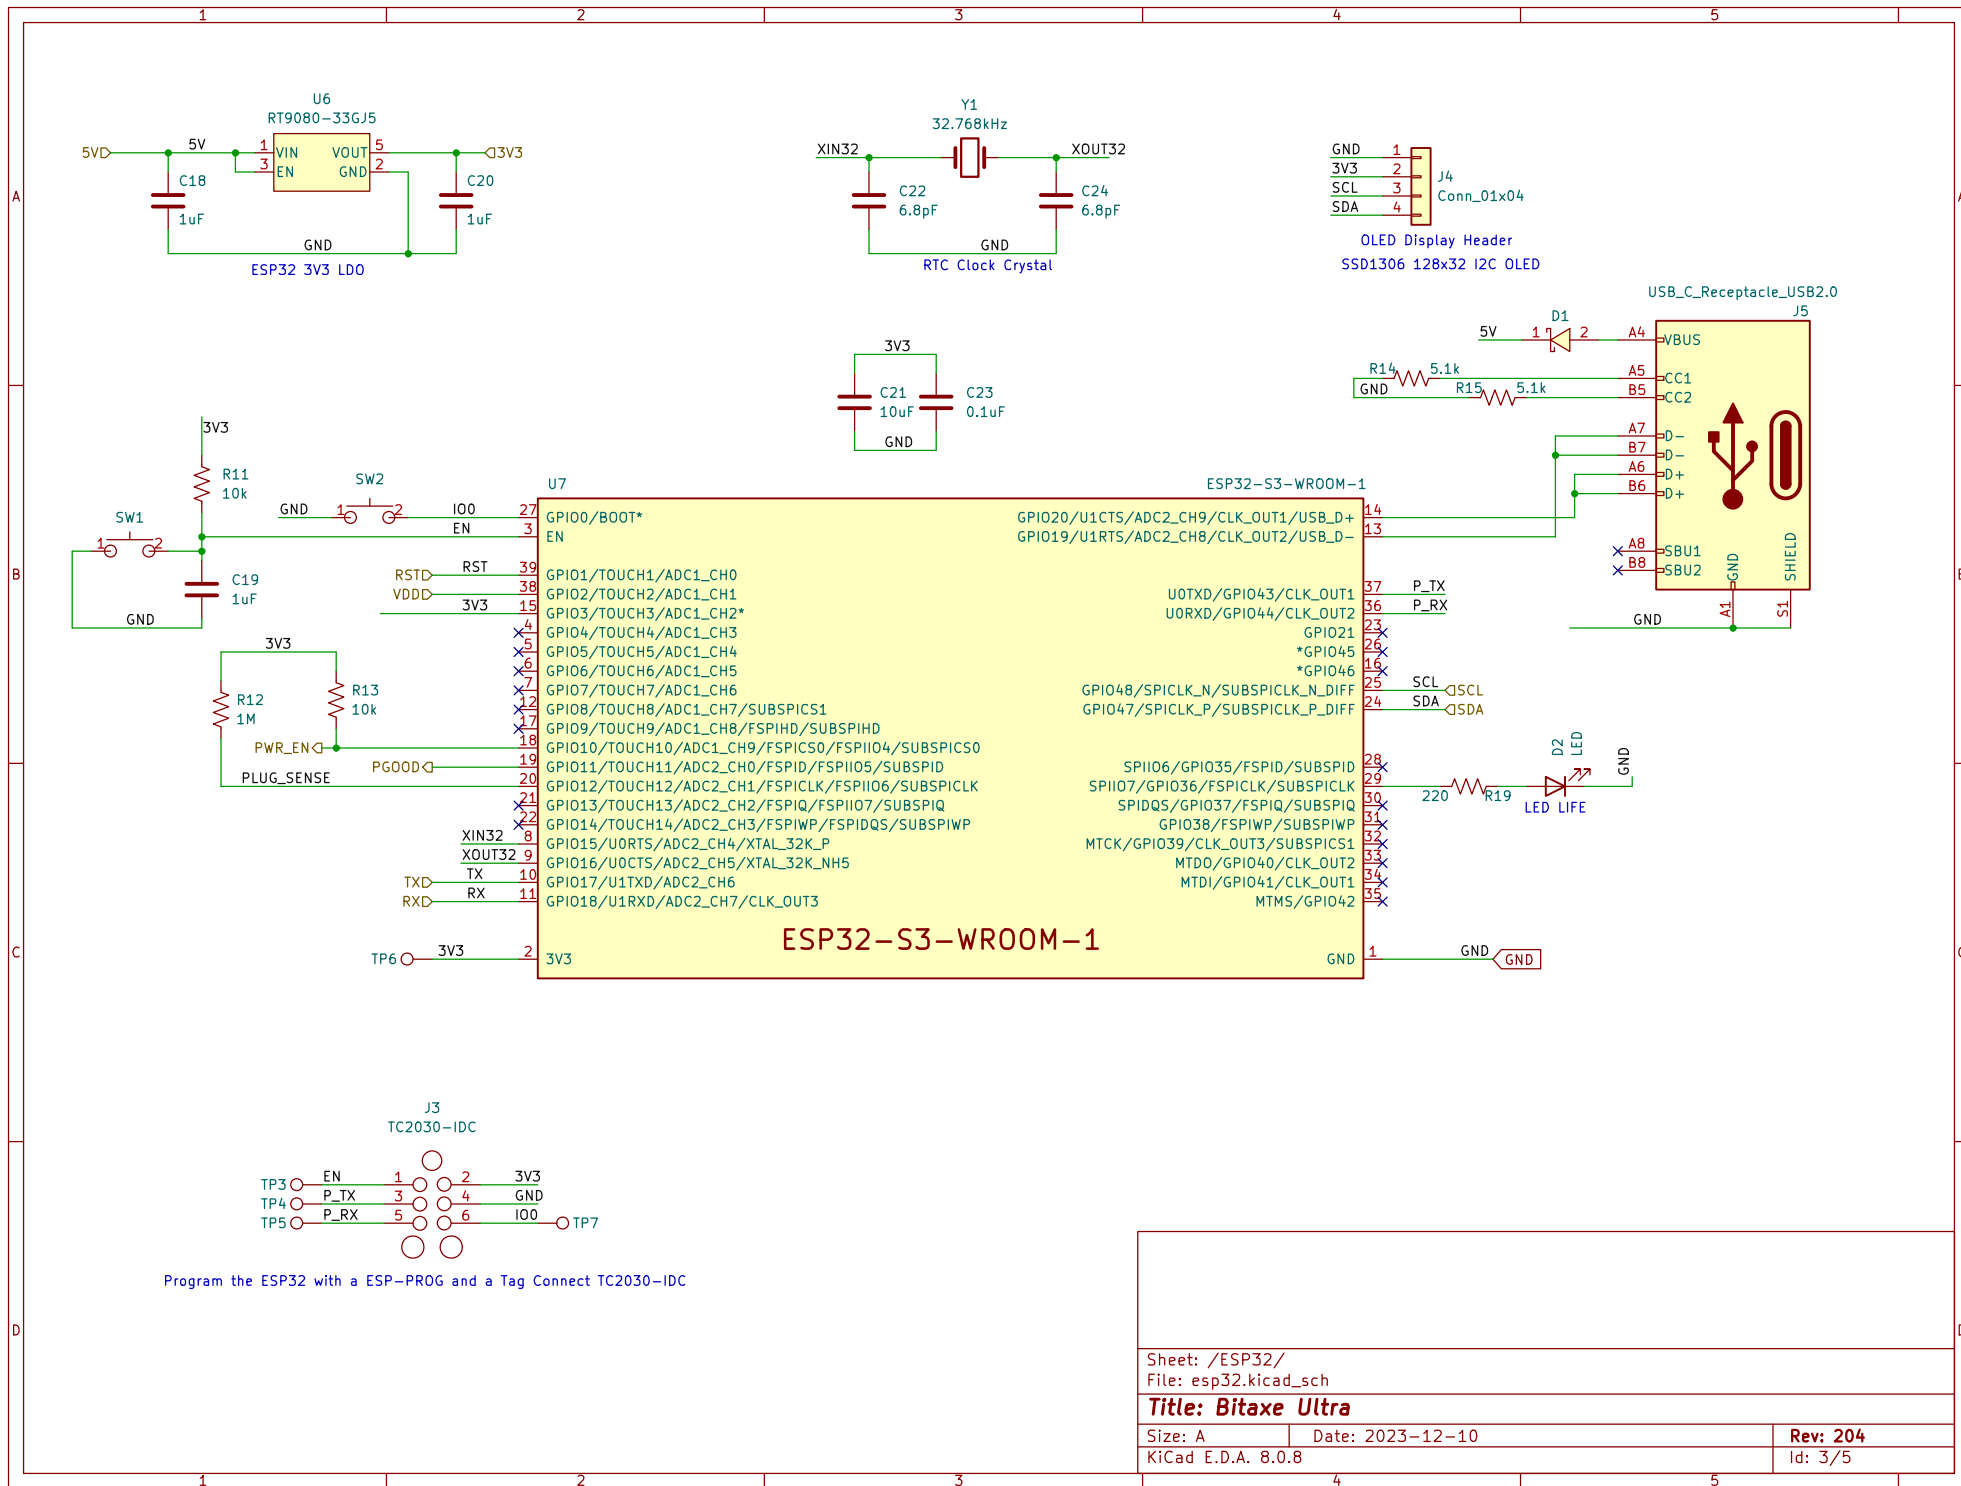 1 2 3 4 5
A
B
C
D
U6
RT9080-33GJ5
5V
5V
1 VIN
3 EN
VOUT 5
GND 2
3V3
C18
1uF
C20
1uF
GND
ESP32 3V3 LDO
Y1
32.768kHz
XIN32
XOUT32
C22
6.8pF
C24
6.8pF
GND
RTC Clock Crystal
GND 1
3V3 2
SCL 3
SDA 4
J4
Conn_01x04
OLED Display Header
SSD1306 128x32 I2C OLED
USB_C_Receptacle_USB2.0
J5
D1
5V 1 2 A4 VBUS
R14 5.1k A5 CC1
GND R15 5.1k B5 CC2
A7 D-
B7 D-
A6 D+
B6 D+
A8 SBU1
B8 SBU2
GND
SHIELD
A1
S1
GND
3V3
C21
10uF
C23
0.1uF
GND
3V3
R11
10k
SW2
GND 1 2 IO0
EN
SW1
1 2
C19
1uF
GND
3V3
R12
1M
R13
10k
PWR_EN
PGOOD
PLUG_SENSE
RST RST
VDD
3V3
XIN32
XOUT32
TX TX
RX RX
TP6 3V3
U7
ESP32-S3-WROOM-1
27 GPIO0/BOOT*
3 EN
39 GPIO1/TOUCH1/ADC1_CH0
38 GPIO2/TOUCH2/ADC1_CH1
15 GPIO3/TOUCH3/ADC1_CH2*
4 GPIO4/TOUCH4/ADC1_CH3
5 GPIO5/TOUCH5/ADC1_CH4
6 GPIO6/TOUCH6/ADC1_CH5
7 GPIO7/TOUCH7/ADC1_CH6
12 GPIO8/TOUCH8/ADC1_CH7/SUBSPICS1
17 GPIO9/TOUCH9/ADC1_CH8/FSPIHD/SUBSPIHD
18 GPIO10/TOUCH10/ADC1_CH9/FSPICS0/FSPIIO4/SUBSPICS0
19 GPIO11/TOUCH11/ADC2_CH0/FSPID/FSPIIO5/SUBSPID
20 GPIO12/TOUCH12/ADC2_CH1/FSPICLK/FSPIIO6/SUBSPICLK
21 GPIO13/TOUCH13/ADC2_CH2/FSPIQ/FSPIIO7/SUBSPIQ
22 GPIO14/TOUCH14/ADC2_CH3/FSPIWP/FSPIDQS/SUBSPIWP
8 GPIO15/U0RTS/ADC2_CH4/XTAL_32K_P
9 GPIO16/U0CTS/ADC2_CH5/XTAL_32K_NH5
10 GPIO17/U1TXD/ADC2_CH6
11 GPIO18/U1RXD/ADC2_CH7/CLK_OUT3
2 3V3
GPIO20/U1CTS/ADC2_CH9/CLK_OUT1/USB_D+ 14
GPIO19/U1RTS/ADC2_CH8/CLK_OUT2/USB_D- 13
U0TXD/GPIO43/CLK_OUT1 37 P_TX
U0RXD/GPIO44/CLK_OUT2 36 P_RX
GPIO21 23
*GPIO45 26
*GPIO46 16
GPIO48/SPICLK_N/SUBSPICLK_N_DIFF 25 SCL SCL
GPIO47/SPICLK_P/SUBSPICLK_P_DIFF 24 SDA SDA
SPIIO6/GPIO35/FSPID/SUBSPID 28
SPIIO7/GPIO36/FSPICLK/SUBSPICLK 29
SPIDQS/GPIO37/FSPIQ/SUBSPIQ 30
GPIO38/FSPIWP/SUBSPIWP 31
MTCK/GPIO39/CLK_OUT3/SUBSPICS1 32
MTDO/GPIO40/CLK_OUT2 33
MTDI/GPIO41/CLK_OUT1 34
MTMS/GPIO42 35
GND 1 GND GND
ESP32-S3-WROOM-1
220 R19
D2
LED
GND
LED LIFE
J3
TC2030-IDC
TP3 EN 1 2 3V3
TP4 P_TX 3 4 GND
TP5 P_RX 5 6 IO0 TP7
Program the ESP32 with a ESP-PROG and a Tag Connect TC2030-IDC
Sheet: /ESP32/
File: esp32.kicad_sch
Title: Bitaxe Ultra
Size: A Date: 2023-12-10 Rev: 204
KiCad E.D.A. 8.0.8 Id: 3/5
1 2 3 4 5